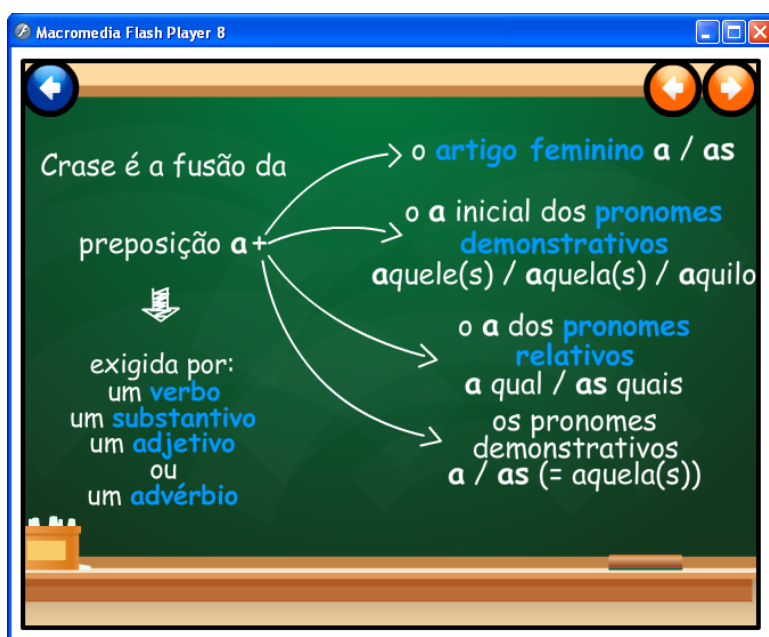 Macromedia Flash Player 8
Crase é a fusão da
preposição a+
exigida por:
um verbo
um substantivo
um adjetivo
ou
um advérbio
o artigo feminino a / as
o a inicial dos pronomes
demonstrativos
aquele(s) / aquela(s) / aquilo
o a dos pronomes
relativos
a qual / as quais
os pronomes
demonstrativos
a / as (= aquela(s))